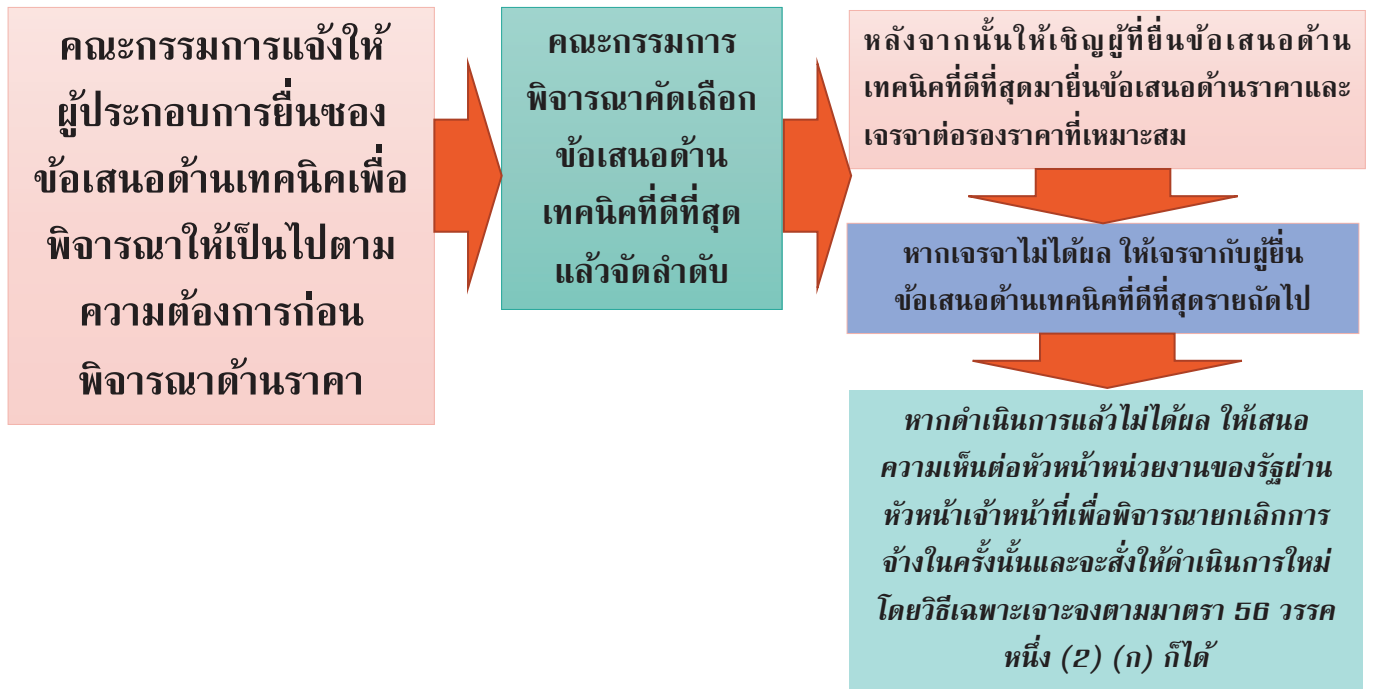 คณะกรรมการแจ้งให้
ผู้ประกอบการยื่นซอง
ข้อเสนอด้านเทคนิคเพื่อ
พิจารณาให้เป็นไปตาม
ความต้องการก่อน
พิจารณาด้านราคา
คณะกรรมการ
พิจารณาคัดเลือก
ข้อเสนอด้าน
เทคนิคที่ดีที่สุด
แล้วจัดลำดับ
หลังจากนั้นให้เชิญผู้ที่ยื่นข้อเสนอด้าน
เทคนิคที่ดีที่สุดมายื่นข้อเสนอด้านราคาและ
เจรจาต่อรองราคาที่เหมาะสม
หากเจรจาไม่ได้ผล ให้เจรจากับผู้ยื่น
ข้อเสนอด้านเทคนิคที่ดีที่สุดรายถัดไป
หากดำเนินการแล้วไม่ได้ผล ให้เสนอ
ความเห็นต่อหัวหน้าหน่วยงานของรัฐผ่าน
หัวหน้าเจ้าหน้าที่เพื่อพิจารณายกเลิกการ
จ้างในครั้งนั้นและจะสั่งให้ดำเนินการใหม่
โดยวิธีเฉพาะเจาะจงตามมาตรา 56 วรรค
หนึ่ง (2) (ก) ก็ได้